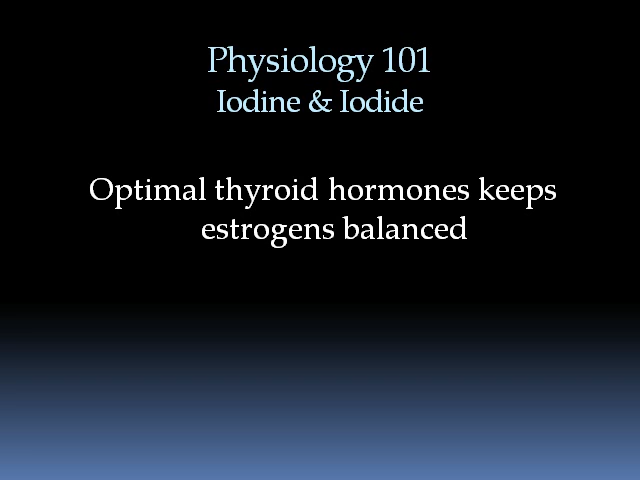 Physiology 101
Iodine & Iodide
Optimal thyroid hormones keeps
estrogens balanced